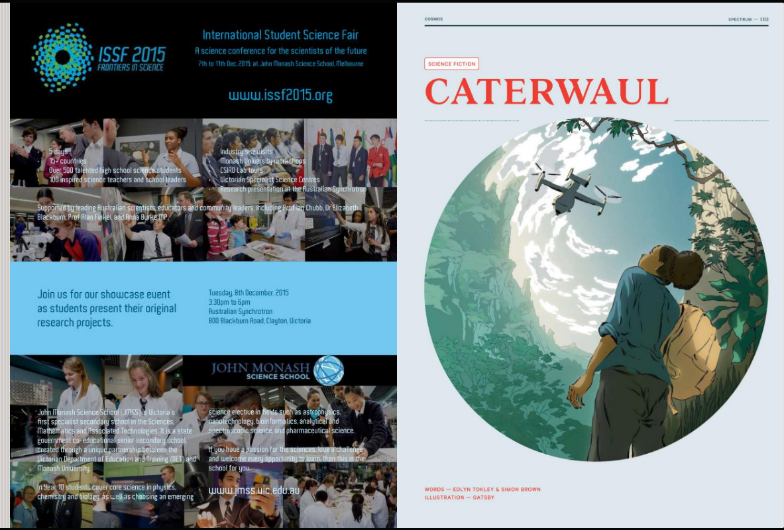 ISSF 2015
FRONTIERS IN SCIENCE
International Student Science Fair
A science conference for the scientists of the future
7th to 11th Dec. 2015 at John Monash Science School, Melbourne
www.issf2015.org
5 days
15+ countries
Over 500 talented high school science students
100 inspired science teachers and school leaders
Industry site visits
Monash University workshops
CSIRO Lab tours
Victorian Specialist Science Centres
Research presentation at the Australian Synchrotron
Supported by leading Australian scientists, educators and community leaders, including Prof Ian Chubb, Dr Elizabeth
Blackburn, Prof Alan Finkel, and Anna Burke MP
Join us for our showcase event
as students present their original
research projects.
Tuesday, 8th December, 2015
3.30pm to 6pm
Australian Synchrotron
800 Blackburn Road, Clayton, Victoria
JOHN MONASH
SCIENCE SCHOOL
John Monash Science School (JMSS), is Victoria's
first specialist secondary school in the Sciences,
Mathematics and Associated Technologies. It is a state
government co-educational senior secondary school,
created through a unique partnership between the
Victorian Department of Education and Training (DET) and
Monash University.
In Year 10 students cover core science in physics,
chemistry and biology, as well as choosing an emerging
science elective in fields such as astrophysics,
nanotechnology, bioinformatics, analytical and
science, and pharmaceutical science.
If you have a passion for the sciences, love a challenge
and welcome every opportunity to learn, then this is the
school for you.
www.jmss.vic.edu.au
COSMOS
SPECTRUM —
SCIENCE FICTION
CATERWAUL
WORDS — EDLYN TOKLEY & SIMON BROWN
ILLUSTRATION — GATSBY